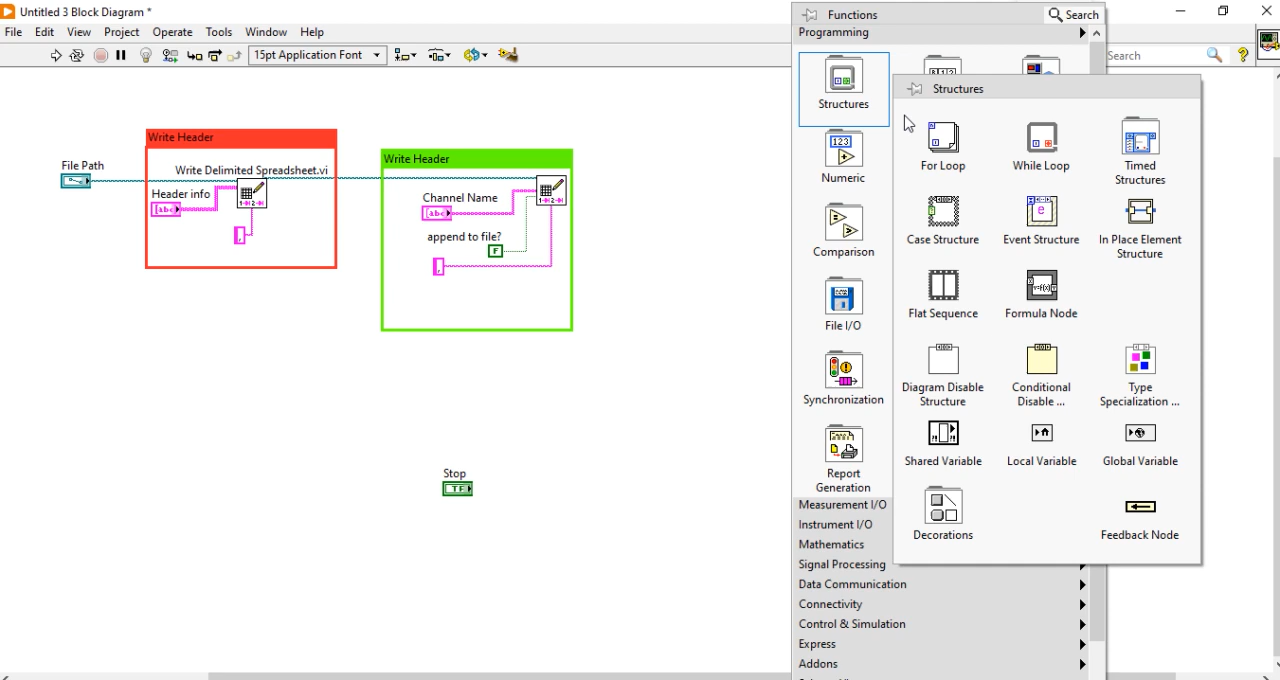 Untitled 3 Block Diagram *
File Edit View Project Operate Tools Window Help
15pt Application Font
Search
Functions
Search
Programming
Structures
Numeric
123
Comparison
File I/O
Synchronization
Report
Generation
Measurement I/O
Instrument I/O
Mathematics
Signal Processing
Data Communication
Connectivity
Control & Simulation
Express
Addons
Structures
For Loop
While Loop
Timed
Structures
Case Structure
Event Structure
In Place Element
Structure
Flat Sequence
Formula Node
Diagram Disable
Structure
Conditional
Disable ...
Type
Specialization ...
Shared Variable
Local Variable
Global Variable
Decorations
Feedback Node
File Path
Write Header
Write Delimited Spreadsheet.vi
Header info
abc
,
Write Header
Channel Name
abc
append to file?
F
,
Stop
TF